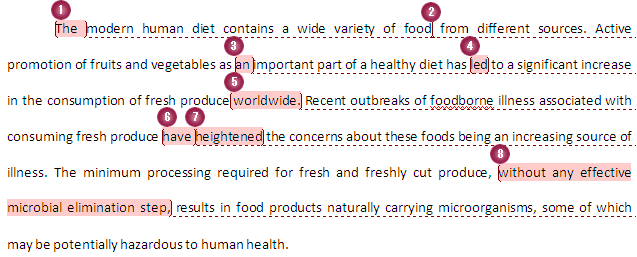 1 2
The modern human diet contains a wide variety of food from different sources. Active
3 4
promotion of fruits and vegetables as an important part of a healthy diet has led to a significant increase
5
in the consumption of fresh produce worldwide. Recent outbreaks of foodborne illness associated with
6 7
consuming fresh produce have heightened the concerns about these foods being an increasing source of
8
illness. The minimum processing required for fresh and freshly cut produce, without any effective
microbial elimination step, results in food products naturally carrying microorganisms, some of which
may be potentially hazardous to human health.